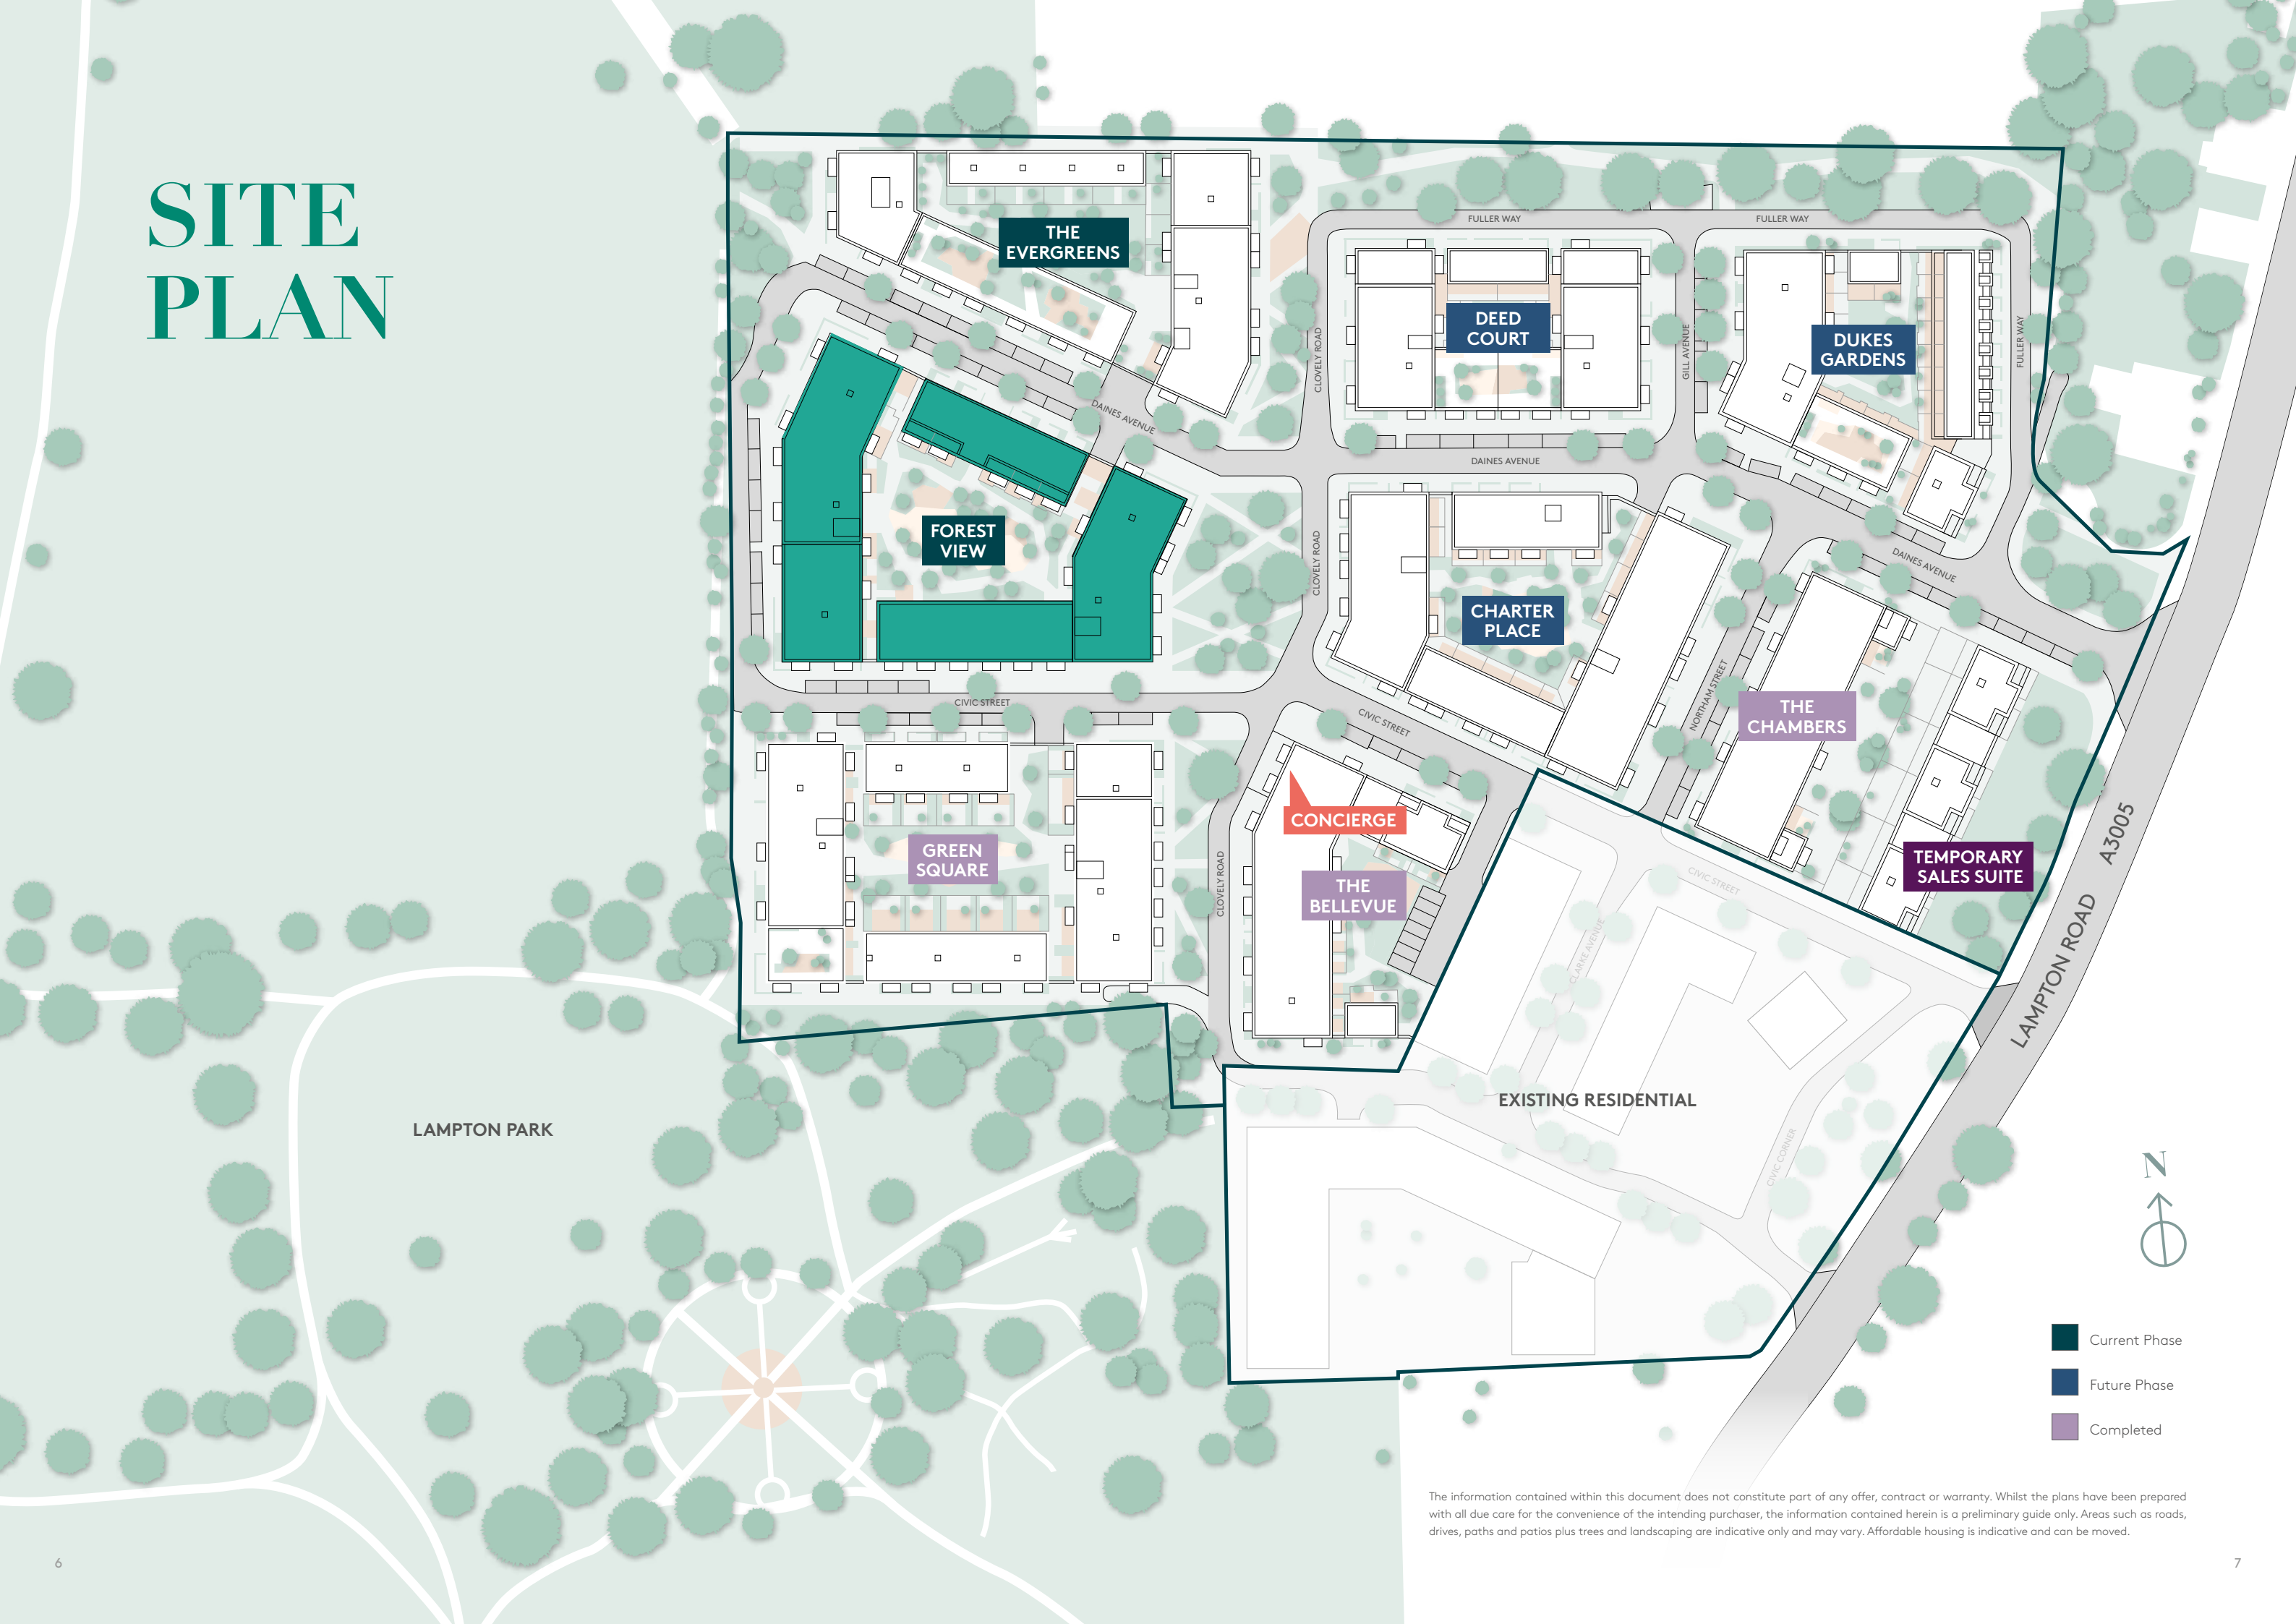 SITE
PLAN
THE
EVERGREENS
FULLER WAY
FULLER WAY
DEED
COURT
DUKES
GARDENS
CLOVELY ROAD
GILL AVENUE
FULLER WAY
DAINES AVENUE
DAINES AVENUE
FOREST
VIEW
CLOVELY ROAD
DAINES AVENUE
CHARTER
PLACE
NORTHAM STREET
THE
CHAMBERS
CIVIC STREET
CIVIC STREET
CONCIERGE
GREEN
SQUARE
CLOVELY ROAD
THE
BELLEVUE
CIVIC STREET
TEMPORARY
SALES SUITE
A3005
LAMPTON ROAD
CLARKE AVENUE
EXISTING RESIDENTIAL
CIVIC CORNER
LAMPTON PARK
N
Current Phase
Future Phase
Completed
The information contained within this document does not constitute part of any offer, contract or warranty. Whilst the plans have been prepared
with all due care for the convenience of the intending purchaser, the information contained herein is a preliminary guide only. Areas such as roads,
drives, paths and patios plus trees and landscaping are indicative only and may vary. Affordable housing is indicative and can be moved.
6
7